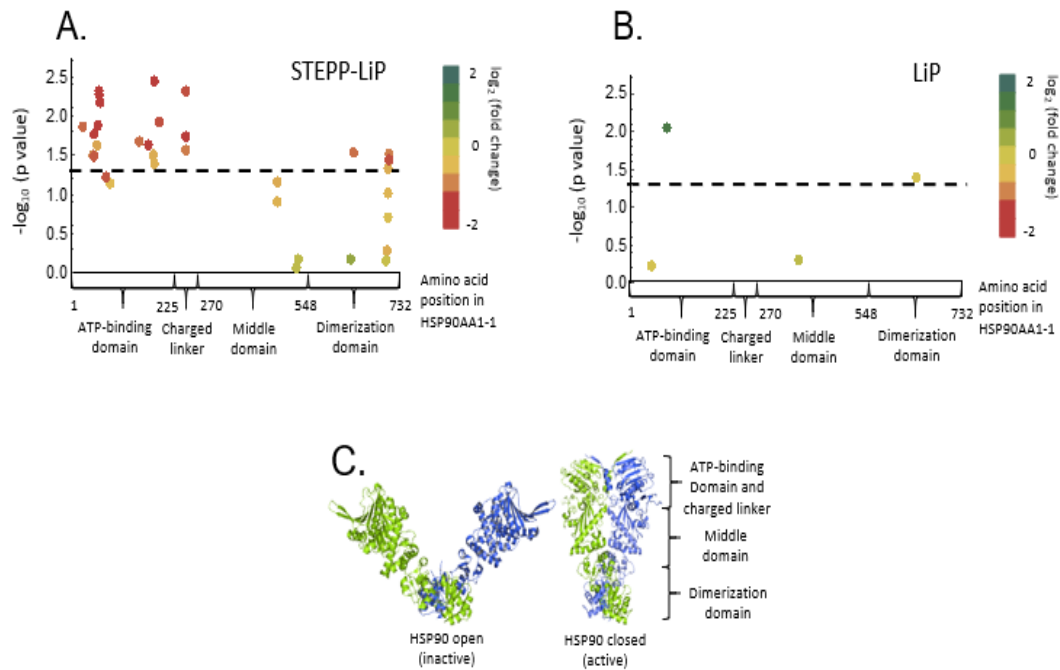 A.
STEPP-LiP
2.5
2.0
1.5
1.0
0.5
0.0
-log₁₀ (p value)
2
0
-2
log₂ (fold change)
1
225
270
548
732
Amino acid
position in
HSP90AA1-1
ATP-binding
domain
Charged
linker
Middle
domain
Dimerization
domain
B.
LiP
2.5
2.0
1.5
1.0
0.5
0.0
-log₁₀ (p value)
2
0
-2
log₂ (fold change)
1
225
270
548
732
Amino acid
position in
HSP90AA1-1
ATP-binding
domain
Charged
linker
Middle
domain
Dimerization
domain
C.
ATP-binding
Domain and
charged linker
Middle
domain
Dimerization
domain
HSP90 open
(inactive)
HSP90 closed
(active)